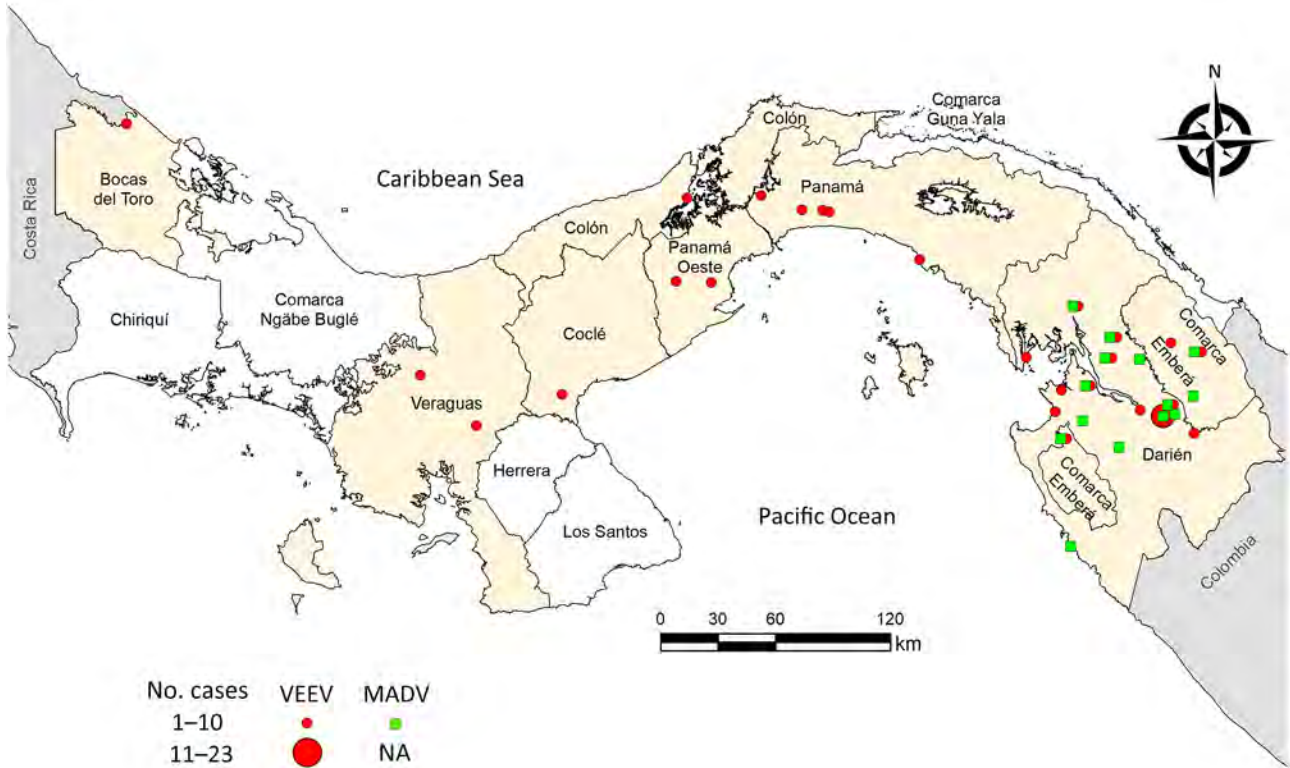 N
Comarca
Guna Yala
Colón
Caribbean Sea
Panamá
Bocas
del Toro
Costa Rica
Colón
Panamá
Oeste
Chiriquí
Comarca
Ngäbe Buglé
Coclé
Comarca
Emberá
Veraguas
Herrera
Darién
Comarca
Emberá
Pacific Ocean
Los Santos
Colombia
0 30 60 120
km
No. cases VEEV MADV
1–10
11–23 NA